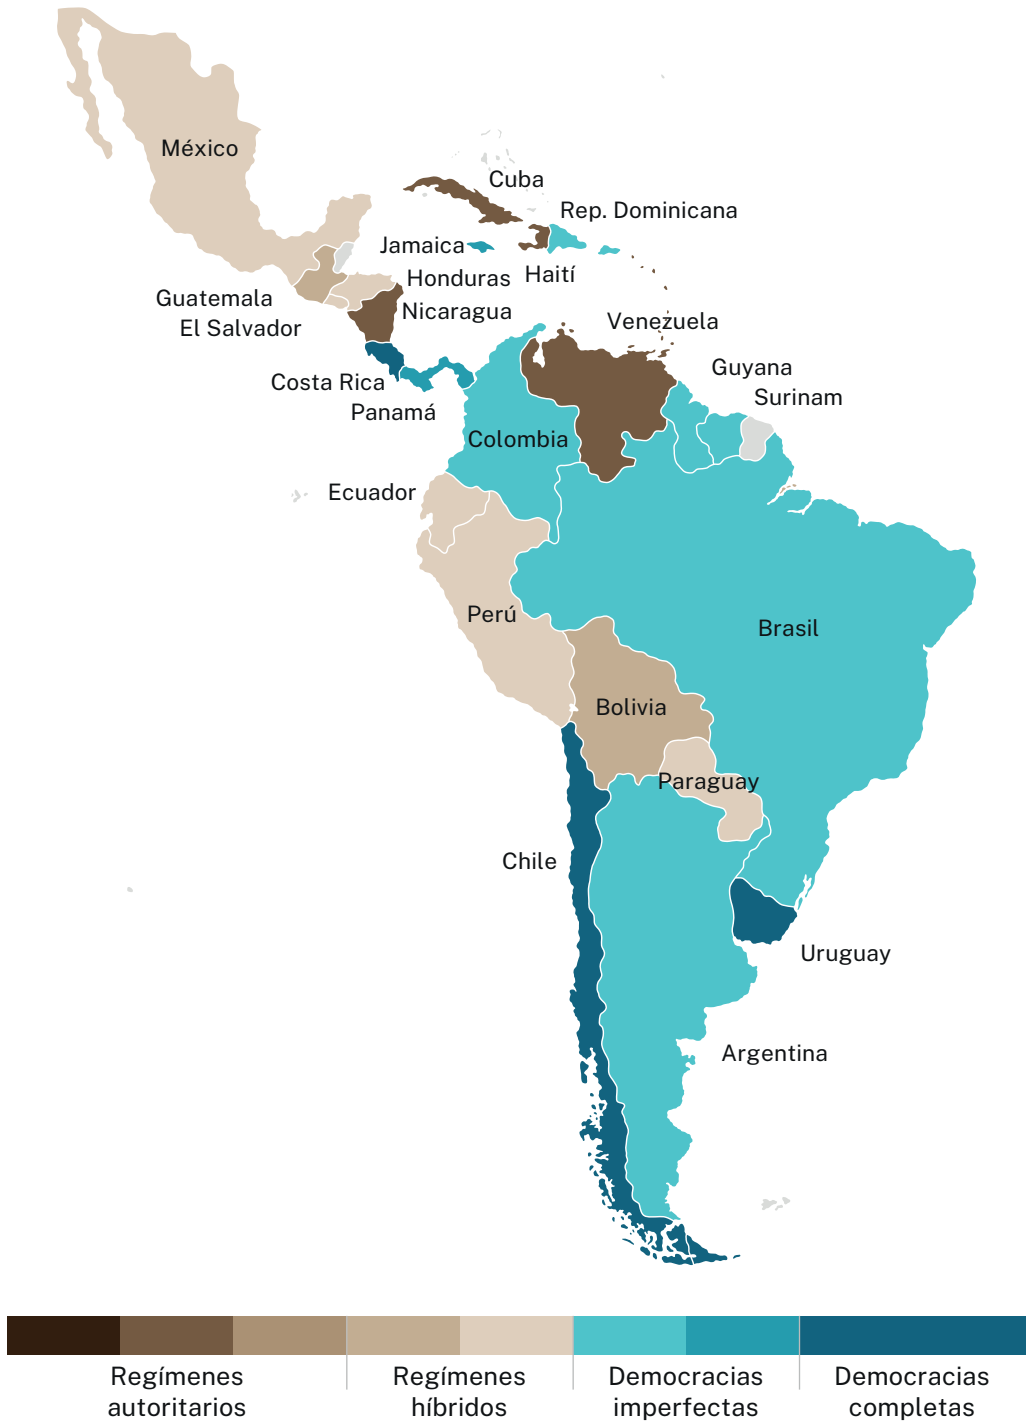 México
Cuba
Rep. Dominicana
Jamaica
Haití
Honduras
Guatemala
Nicaragua
El Salvador
Venezuela
Guyana
Costa Rica
Surinam
Panamá
Colombia
Ecuador
Perú
Brasil
Bolivia
Paraguay
Chile
Uruguay
Argentina
Regímenes
autoritarios
Regímenes
híbridos
Democracias
imperfectas
Democracias
completas